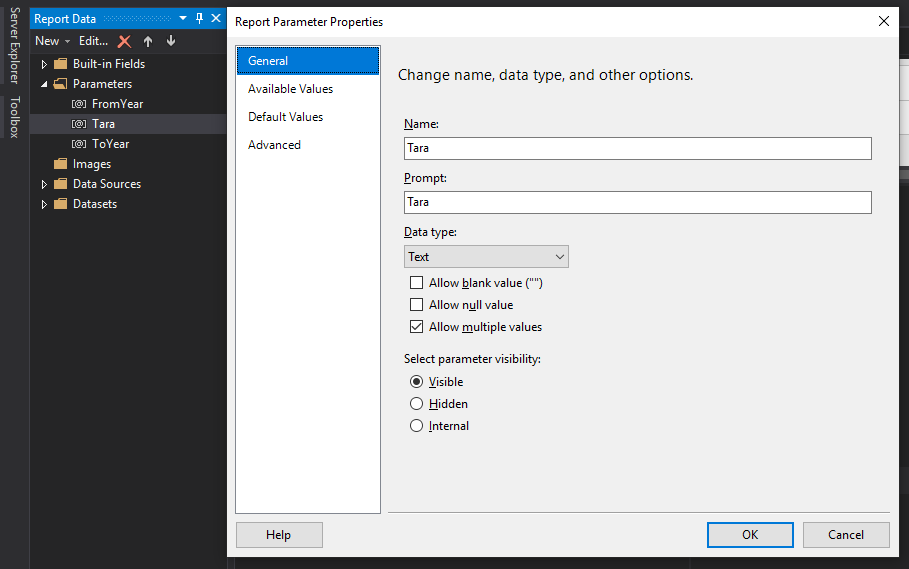 Server Explorer
Toolbox
Report Data
New Edit...
Built-in Fields
Parameters
[@] FromYear
[@] Tara
[@] ToYear
Images
Data Sources
Datasets
Report Parameter Properties
General
Available Values
Default Values
Advanced
Change name, data type, and other options.
Name:
Tara
Prompt:
Tara
Data type:
Text
Allow blank value ("")
Allow null value
Allow multiple values
Select parameter visibility:
Visible
Hidden
Internal
Help
OK
Cancel